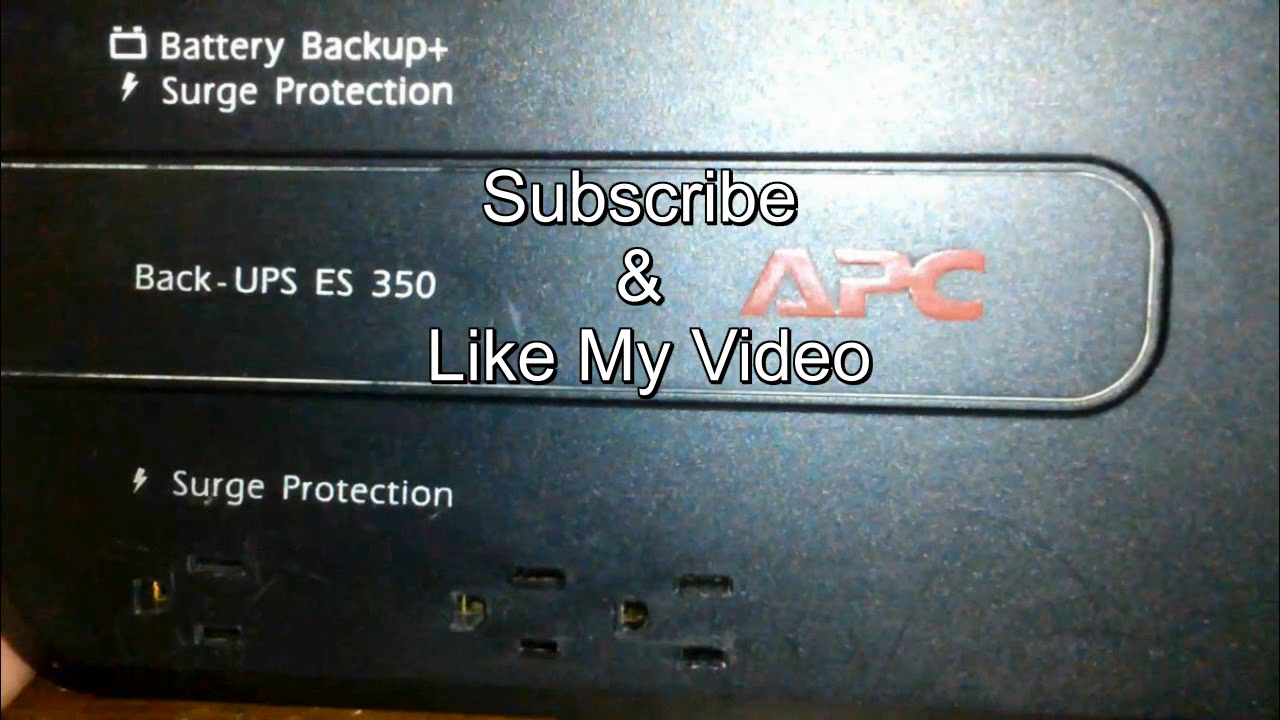 Battery Backup+
Surge Protection
Subscribe
&
Like My Video
Back-UPS ES 350
APC
Surge Protection